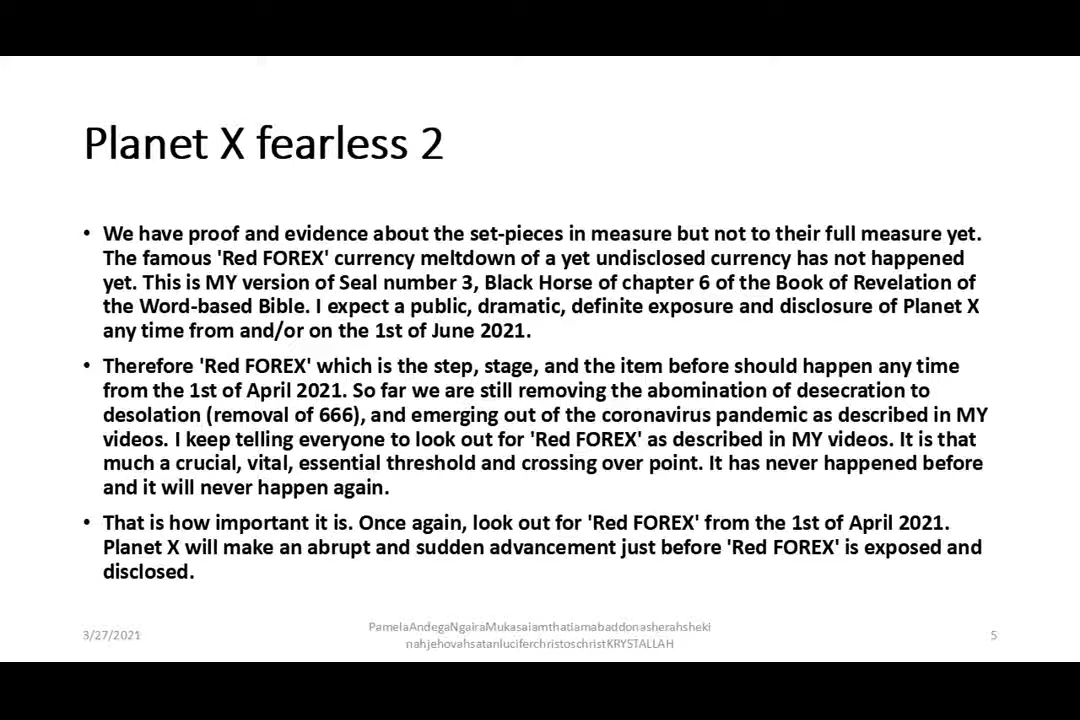 Planet X fearless 2
• We have proof and evidence about the set-pieces in measure but not to their full measure yet.
The famous 'Red FOREX' currency meltdown of a yet undisclosed currency has not happened
yet. This is MY version of Seal number 3, Black Horse of chapter 6 of the Book of Revelation of
the Word-based Bible. I expect a public, dramatic, definite exposure and disclosure of Planet X
any time from and/or on the 1st of June 2021.
• Therefore 'Red FOREX' which is the step, stage, and the item before should happen any time
from the 1st of April 2021. So far we are still removing the abomination of desecration to
desolation (removal of 666), and emerging out of the coronavirus pandemic as described in MY
videos. I keep telling everyone to look out for 'Red FOREX' as described in MY videos. It is that
much a crucial, vital, essential threshold and crossing over point. It has never happened before
and it will never happen again.
• That is how important it is. Once again, look out for 'Red FOREX' from the 1st of April 2021.
Planet X will make an abrupt and sudden advancement just before 'Red FOREX' is exposed and
disclosed.
3/27/2021
PamelaAndegaNgairaMukasaiamthatiamabaddonasherahsheki
nahjehovahsatanluciferchristoschristKRYSTALLAH
5